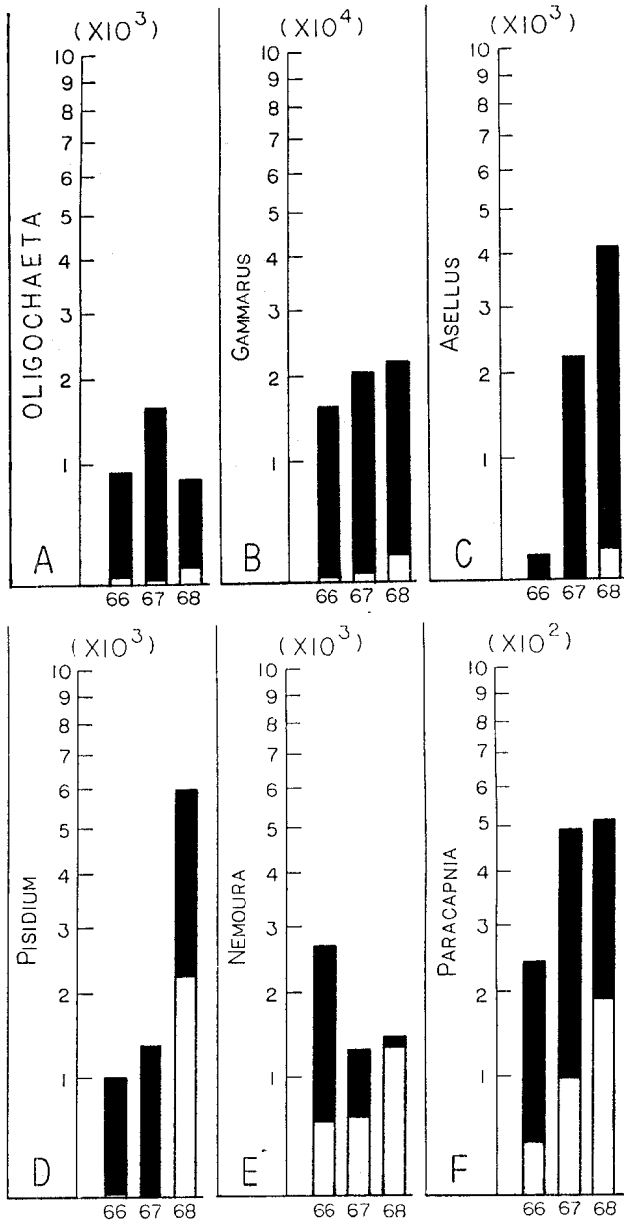 (X10³)
10
9
8
7
6
5
4
3
2
1
OLIGOCHAETA
A
66 67 68
(X10⁴)
10
9
8
7
6
5
4
3
2
1
GAMMARUS
B
66 67 68
(X10³)
10
9
8
7
6
5
4
3
2
1
ASELLUS
C
66 67 68
(X10³)
10
9
8
7
6
5
4
3
2
1
PISIDIUM
D
66 67 68
(X10³)
10
9
8
7
6
5
4
3
2
1
NEMOURA
E
66 67 68
(X10²)
10
9
8
7
6
5
4
3
2
1
PARACAPNIA
F
66 67 68